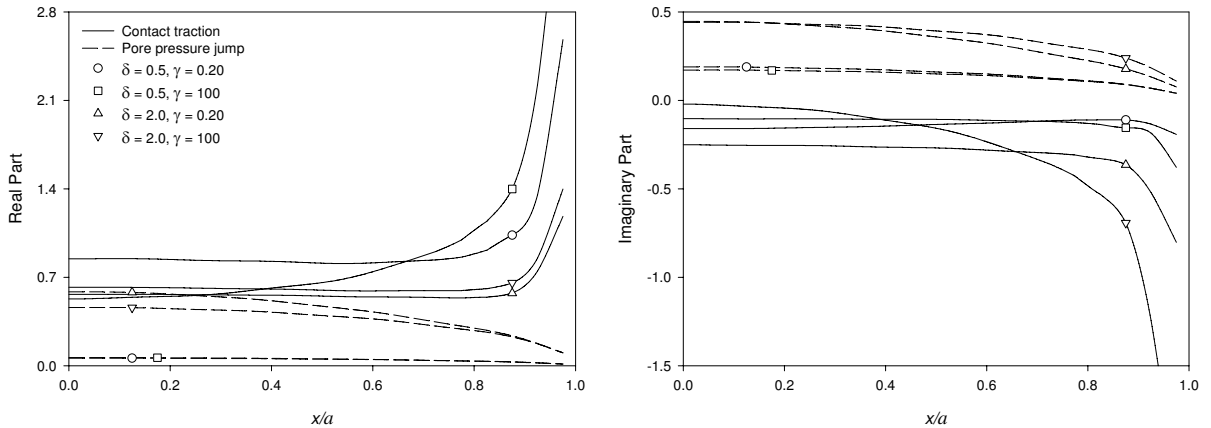 2.8
2.1
1.4
0.7
0.0
Real Part
Contact traction
Pore pressure jump
δ = 0.5, γ = 0.20
δ = 0.5, γ = 100
δ = 2.0, γ = 0.20
δ = 2.0, γ = 100
0.0 0.2 0.4 0.6 0.8 1.0
x/a
0.5
0.0
-0.5
-1.0
-1.5
Imaginary Part
0.0 0.2 0.4 0.6 0.8 1.0
x/a